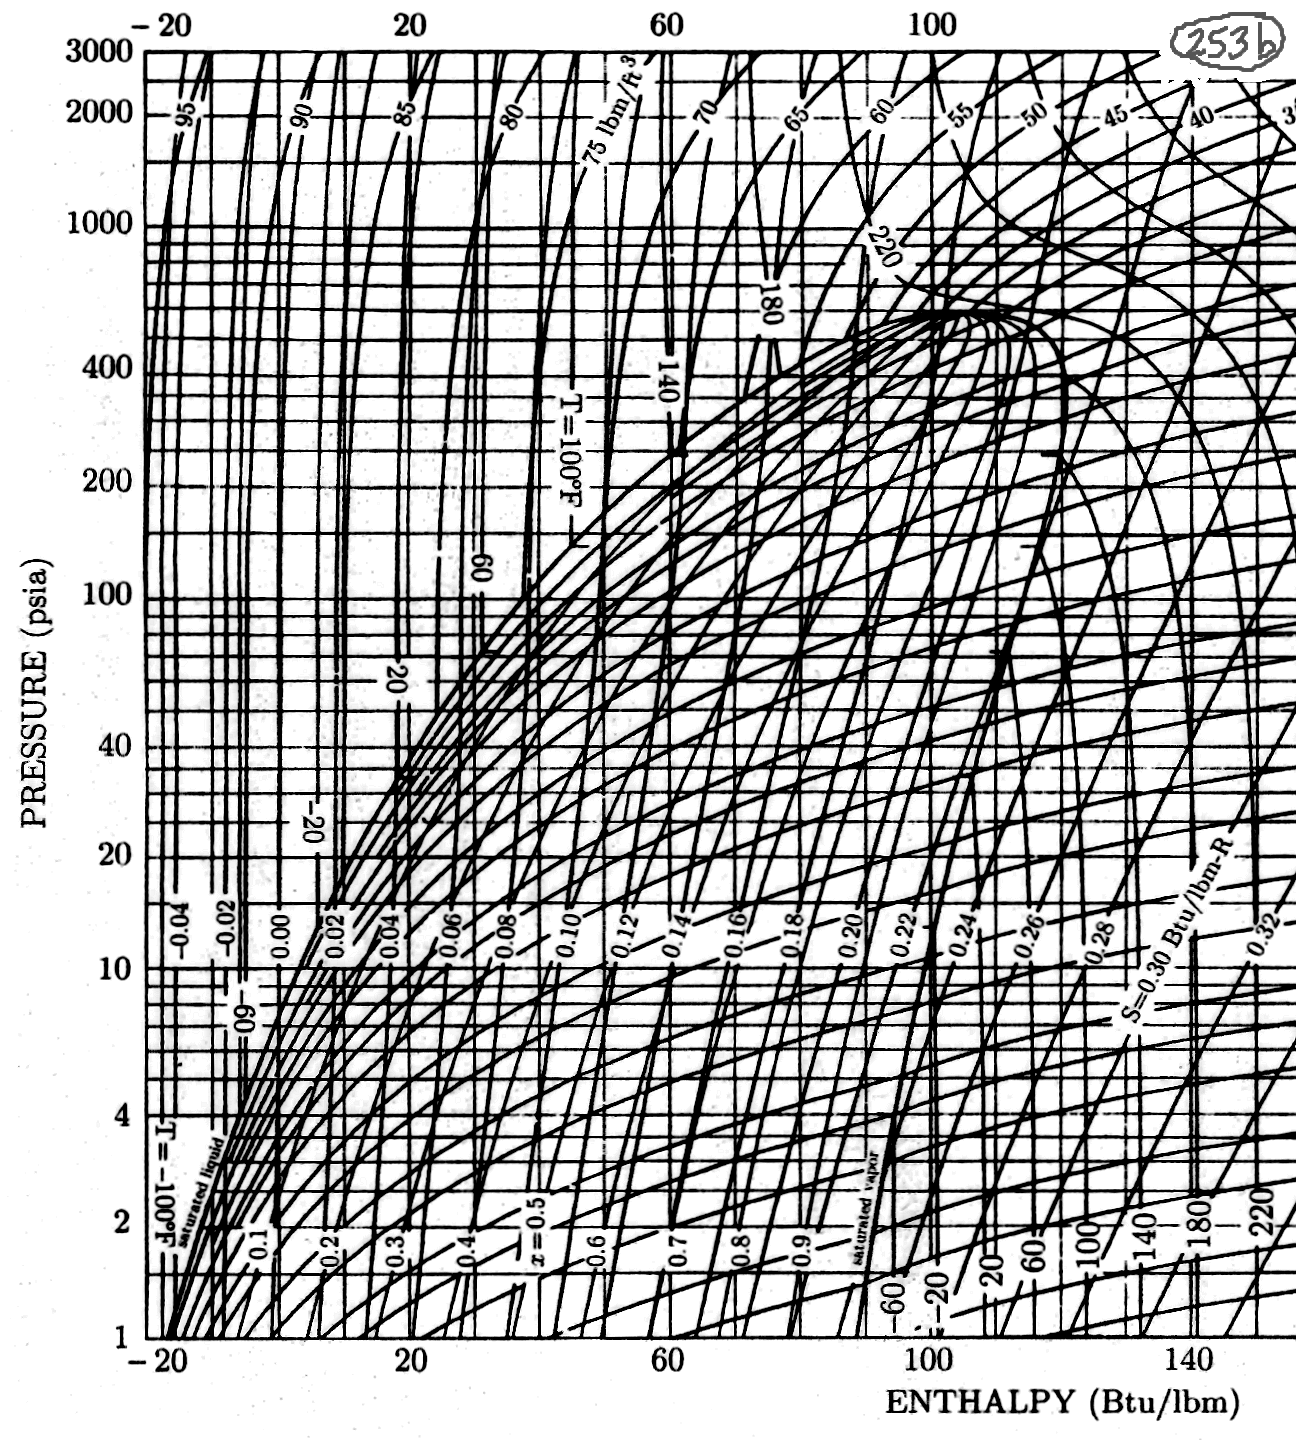 - 20 20 60 100
253b
3000
2000
1000
400
200
100
40
20
10
4
2
1
PRESSURE (psia)
95 90 85 80 75 lbm/ft³ 70 65 60 55 50 45 40
220
180
140
T=100°F
60
20
-20
-0.04 -0.02 0.00 0.02 0.04 0.06 0.08 0.10 0.12 0.14 0.16 0.18 0.20 0.22 0.24 0.26 0.28 S=0.30 Btu/lbm-R 0.32
-60
T = -100°F
saturated liquid
saturated vapor
0.1 0.2 0.3 0.4 x=0.5 0.6 0.7 0.8 0.9
-60 -20 20 60 100 140 180 220
- 20 20 60 100 140
ENTHALPY (Btu/lbm)